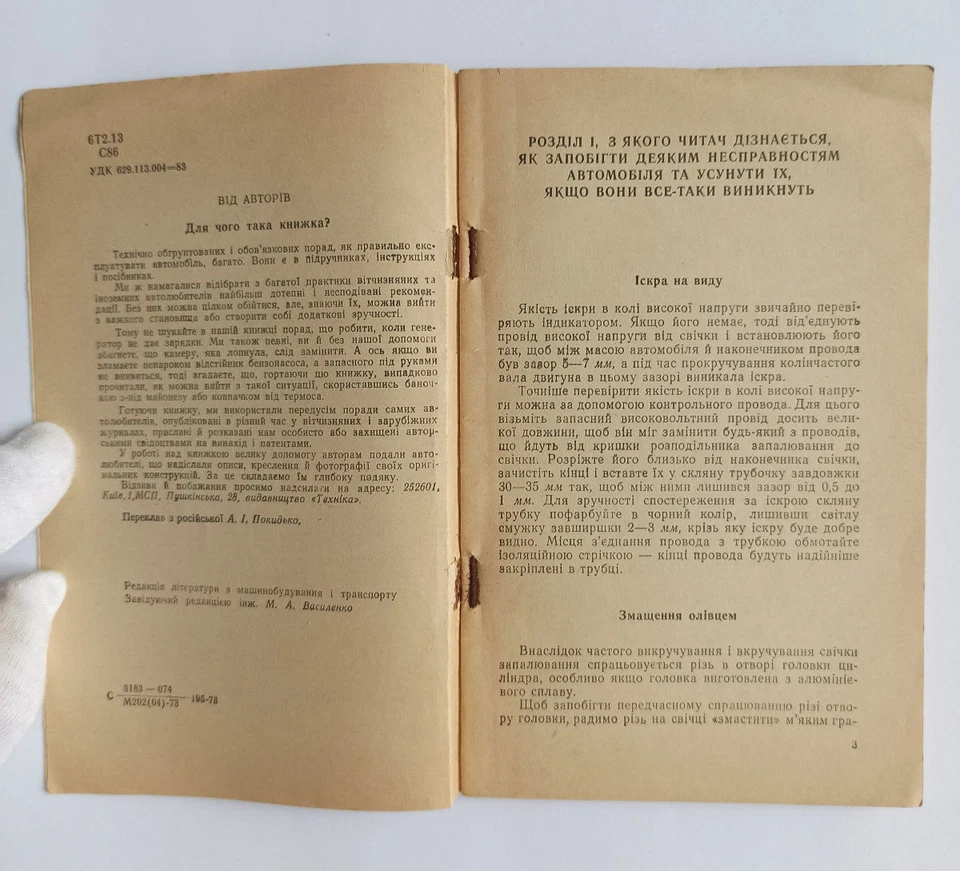 6Т2.13
С86
УДК 629.113.004=83
ВІД АВТОРІВ
Для чого така книжка?
Технічно обгрунтованих і обов'язкових порад, як правильно екс-
плуатувати автомобіль, багато. Вони є в підручниках, інструкціях
і посібниках.
Ми ж намагалися відібрати з багатої практики вітчизняних та
іноземних автолюбителів найбільш дотепні і несподівані рекомен-
дації. Без них можна цілком обійтися, але, знаючи їх, можна вийти
з важкого становища або створити собі додаткові зручності.
Тому не шукайте в нашій книжці порад, що робити, коли гене-
ратор не дає зарядки. Ми також певні, ви й без нашої допомоги
збагнете, що камеру, яка лопнула, слід замінити. А ось якщо ви
зламаєте ненароком відстійник бензонасоса, а запасного під руками
не виявиться, тоді згадаєте, що, гортаючи цю книжку, випадково
прочитали, як можна вийти з такої ситуації, скориставшись баноч-
кою з-під майонезу або ковпачком від термоса.
Готуючи книжку, ми використали передусім поради самих ав-
толюбителів, опубліковані в різний час у вітчизняних і зарубіжних
журналах, прислані й розказані нам особисто або захищені автор-
ськими свідоцтвами на винахід і патентами.
У роботі над книжкою велику допомогу авторам подали авто-
любителі, що надіслали описи, креслення й фотографії своїх оригі-
нальних конструкцій. За це складаємо їм глибоку подяку.
Відзиви й побажання просимо надсилати на адресу: 252601,
Київ, 1, МСП, Пушкінська, 28, видавництво «Техніка».
Переклав з російської А. І. Покидько.
Редакція літератури з машинобудування і транспорту
Завідуючий редакцією інж. М. А. Василенко
С 3183 — 074
М202(04)-78 195-78
РОЗДІЛ І, З ЯКОГО ЧИТАЧ ДІЗНАЄТЬСЯ,
ЯК ЗАПОБІГТИ ДЕЯКИМ НЕСПРАВНОСТЯМ
АВТОМОБІЛЯ ТА УСУНУТИ ЇХ,
ЯКЩО ВОНИ ВСЕ-ТАКИ ВИНИКНУТЬ
Іскра на виду
Якість іскри в колі високої напруги звичайно переві-
ряють індикатором. Якщо його немає, тоді від'єднують
провід високої напруги від свічки і встановлюють його
так, щоб між масою автомобіля й наконечником провода
був зазор 5—7 мм, а під час прокручування колінчастого
вала двигуна в цьому зазорі виникала іскра.
Точніше перевірити якість іскри в колі високої напру-
ги можна за допомогою контрольного провода. Для цього
візьміть запасний високовольтний провід досить вели-
кої довжини, щоб він міг замінити будь-який з проводів,
що йдуть від кришки розподільника запалювання до
свічки. Розріжте його близько від наконечника свічки,
зачистіть кінці і вставте їх у скляну трубочку завдовжки
30—35 мм так, щоб між ними лишився зазор від 0,5 до
1 мм. Для зручності спостереження за іскрою скляну
трубку пофарбуйте в чорний колір, лишивши світлу
смужку завширшки 2—3 мм, крізь яку іскру буде добре
видно. Місця з'єднання провода з трубкою обмотайте
ізоляційною стрічкою — кінці провода будуть надійніше
закріплені в трубці.
Змащення олівцем
Внаслідок частого викручування і вкручування свічки
запалювання спрацьовується різь в отворі головки ци-
ліндра, особливо якщо головка виготовлена з алюміні-
євого сплаву.
Щоб запобігти передчасному спрацюванню різі отво-
ру головки, радимо різь на свічці «змастити» м'яким гра-
3